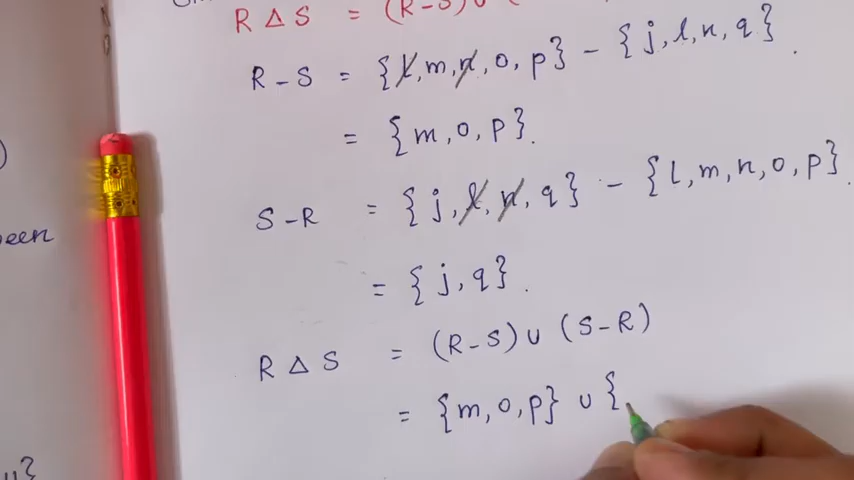 R Δ S = (R-S) ∪ (
R - S = {l, m, n, o, p} - {j, l, n, q}.
= {m, o, p}.
S - R = {j, l, n, q} - {l, m, n, o, p}.
een
= {j, q}.
R Δ S = (R - S) ∪ (S - R)
= {m, o, p} ∪ {